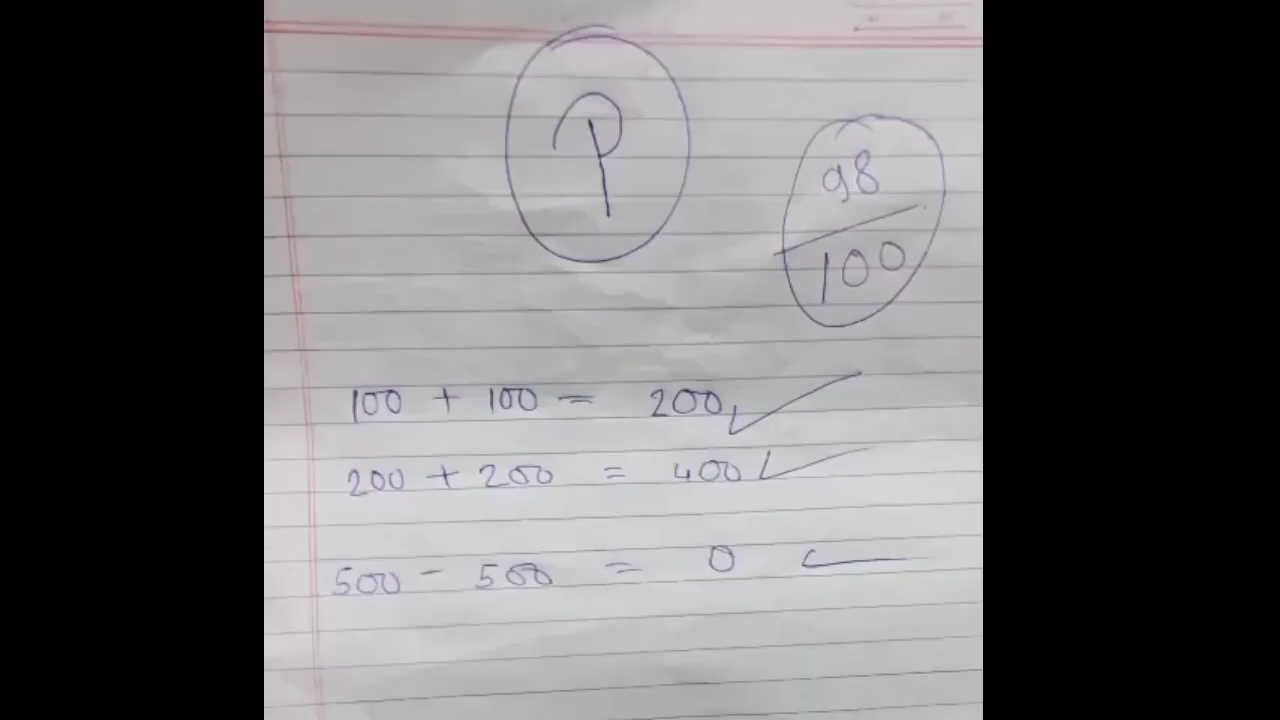 P
98
100
100 + 100 = 200
200 + 200 = 400
500 - 500 = 0